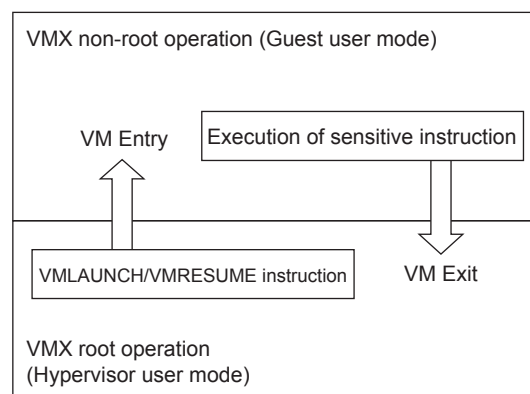 VMX non-root operation (Guest user mode)
Execution of sensitive instruction
VM Entry
VMLAUNCH/VMRESUME instruction
VM Exit
VMX root operation
(Hypervisor user mode)